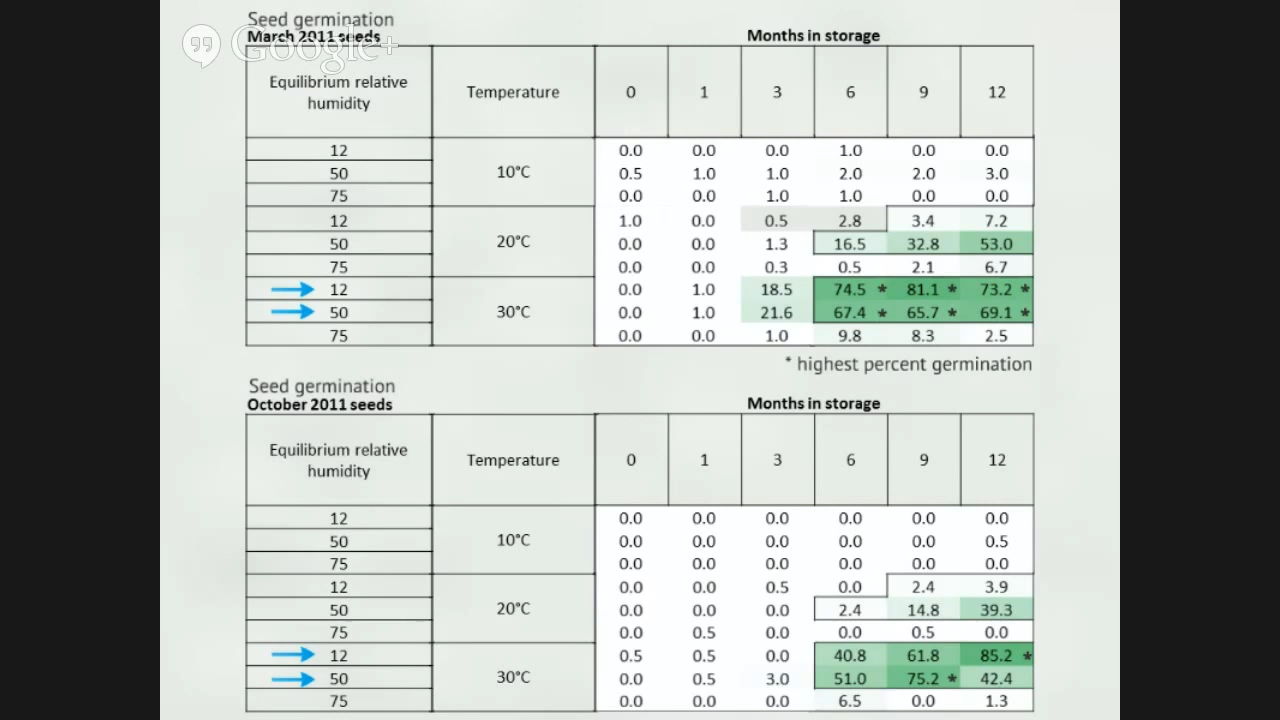 Seed germination
March 2011 seeds Months in storage
Google+
Equilibrium relative humidity Temperature 0 1 3 6 9 12
12 0.0 0.0 0.0 1.0 0.0 0.0
50 10°C 0.5 1.0 1.0 2.0 2.0 3.0
75 0.0 0.0 1.0 1.0 0.0 0.0
12 1.0 0.0 0.5 2.8 3.4 7.2
50 20°C 0.0 0.0 1.3 16.5 32.8 53.0
75 0.0 0.0 0.3 0.5 2.1 6.7
12 0.0 1.0 18.5 74.5 * 81.1 * 73.2 *
50 30°C 0.0 1.0 21.6 67.4 * 65.7 * 69.1 *
75 0.0 0.0 1.0 9.8 8.3 2.5
* highest percent germination
Seed germination
October 2011 seeds Months in storage
Equilibrium relative humidity Temperature 0 1 3 6 9 12
12 0.0 0.0 0.0 0.0 0.0 0.0
50 10°C 0.0 0.0 0.0 0.0 0.0 0.5
75 0.0 0.0 0.0 0.0 0.0 0.0
12 0.0 0.0 0.5 0.0 2.4 3.9
50 20°C 0.0 0.0 0.0 2.4 14.8 39.3
75 0.0 0.5 0.0 0.0 0.5 0.0
12 0.5 0.5 0.0 40.8 61.8 85.2 *
50 30°C 0.0 0.5 3.0 51.0 75.2 * 42.4
75 0.0 0.0 0.0 6.5 0.0 1.3